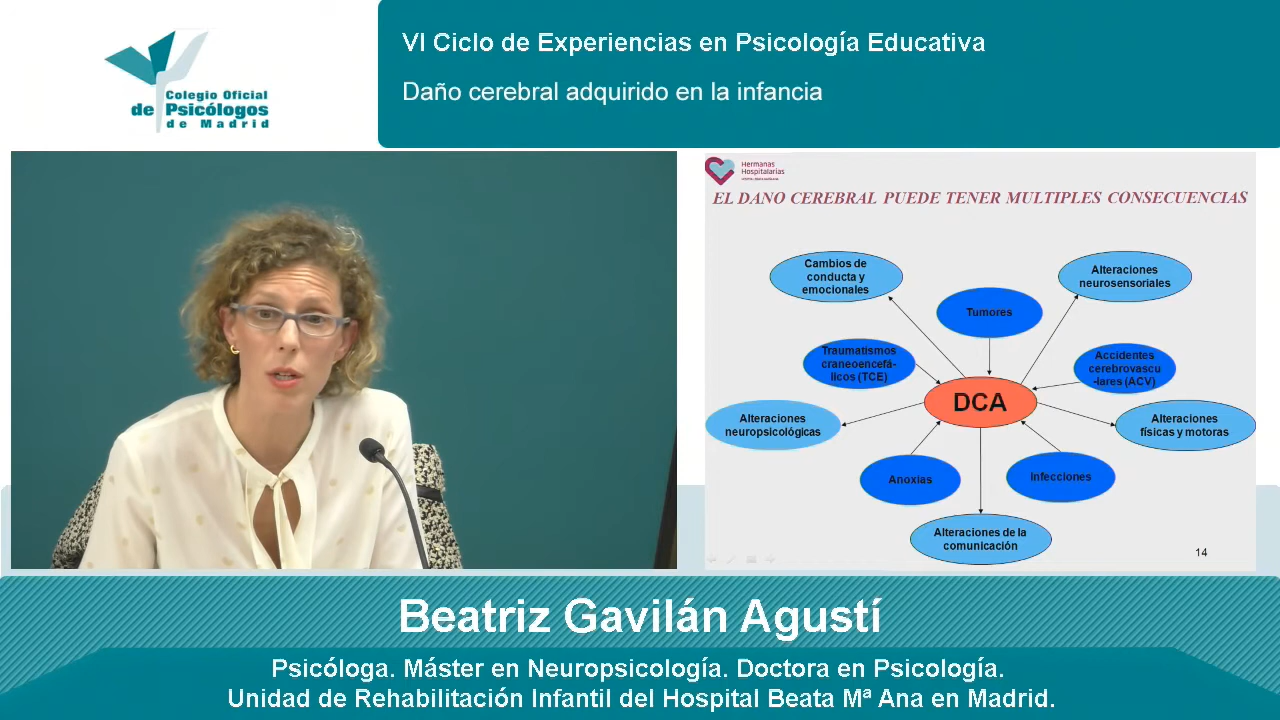 VI Ciclo de Experiencias en Psicología Educativa
Daño cerebral adquirido en la infancia
Colegio Oficial
de Psicólogos
de Madrid
Hermanas
Hospitalarias
EL DANO CEREBRAL PUEDE TENER MULTIPLES CONSECUENCIAS
Cambios de
conducta y
emocionales
Alteraciones
neurosensoriales
Tumores
Traumatismos
craneoencefá-
licos (TCE)
Accidentes
cerebrovascu
-lares (ACV)
DCA
Alteraciones
neuropsicológicas
Alteraciones
físicas y motoras
Anoxias
Infecciones
Alteraciones de la
comunicación
14
Beatriz Gavilán Agustí
Psicóloga. Máster en Neuropsicología. Doctora en Psicología.
Unidad de Rehabilitación Infantil del Hospital Beata Mª Ana en Madrid.